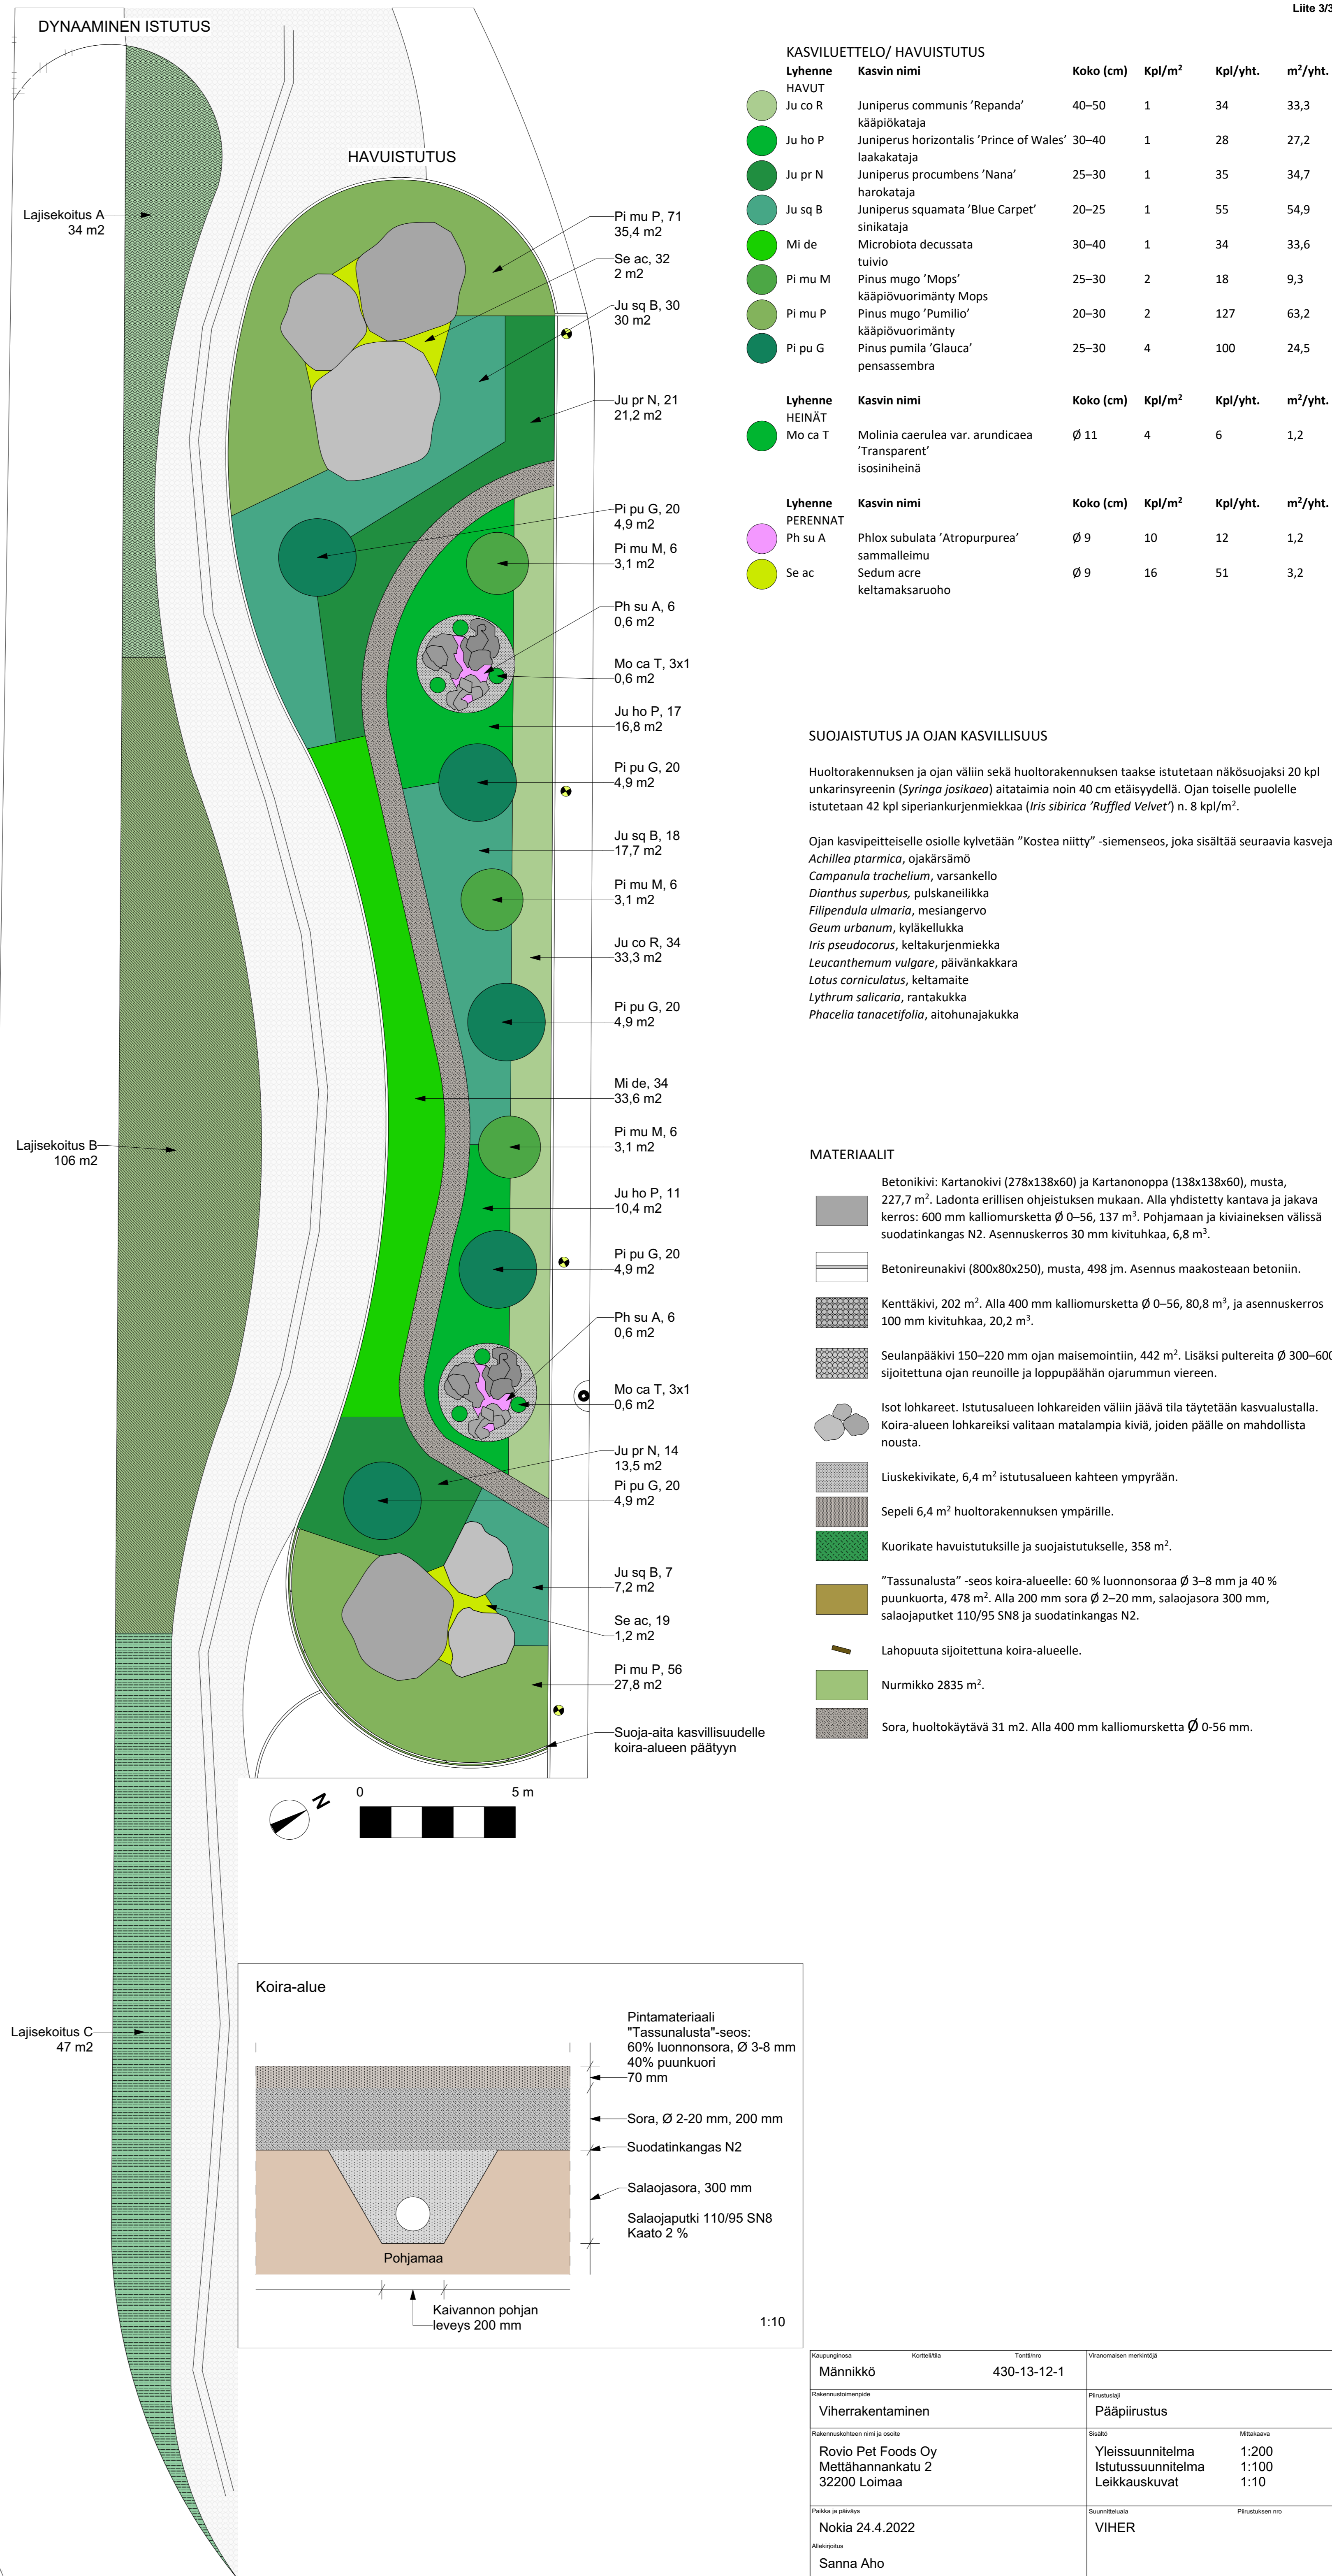 Liite 3/3
DYNAAMINEN ISTUTUS
HAVUISTUTUS
Lajisekoitus A
34 m2
Lajisekoitus B
106 m2
Lajisekoitus C
47 m2
Pi mu P, 71
35,4 m2
Se ac, 32
2 m2
Ju sq B, 30
30 m2
Ju pr N, 21
21,2 m2
Pi pu G, 20
4,9 m2
Pi mu M, 6
3,1 m2
Ph su A, 6
0,6 m2
Mo ca T, 3x1
0,6 m2
Ju ho P, 17
16,8 m2
Pi pu G, 20
4,9 m2
Ju sq B, 18
17,7 m2
Pi mu M, 6
3,1 m2
Ju co R, 34
33,3 m2
Pi pu G, 20
4,9 m2
Mi de, 34
33,6 m2
Pi mu M, 6
3,1 m2
Ju ho P, 11
10,4 m2
Pi pu G, 20
4,9 m2
Ph su A, 6
0,6 m2
Mo ca T, 3x1
0,6 m2
Ju pr N, 14
13,5 m2
Pi pu G, 20
4,9 m2
Ju sq B, 7
7,2 m2
Se ac, 19
1,2 m2
Pi mu P, 56
27,8 m2
Suoja-aita kasvillisuudelle
koira-alueen päätyyn
N
0 5 m
KASVILUETTELO/ HAVUISTUTUS
Lyhenne Kasvin nimi Koko (cm) Kpl/m² Kpl/yht. m²/yht.
HAVUT
Ju co R Juniperus communis ’Repanda’ 40–50 1 34 33,3
kääpiökataja
Ju ho P Juniperus horizontalis ’Prince of Wales’ 30–40 1 28 27,2
laakakataja
Ju pr N Juniperus procumbens ’Nana’ 25–30 1 35 34,7
harokataja
Ju sq B Juniperus squamata ’Blue Carpet’ 20–25 1 55 54,9
sinikataja
Mi de Microbiota decussata 30–40 1 34 33,6
tuivio
Pi mu M Pinus mugo ’Mops’ 25–30 2 18 9,3
kääpiövuorimänty Mops
Pi mu P Pinus mugo ’Pumilio’ 20–30 2 127 63,2
kääpiövuorimänty
Pi pu G Pinus pumila ’Glauca’ 25–30 4 100 24,5
pensassembra
Lyhenne Kasvin nimi Koko (cm) Kpl/m² Kpl/yht. m²/yht.
HEINÄT
Mo ca T Molinia caerulea var. arundicaea Ø 11 4 6 1,2
’Transparent’
isosiniheinä
Lyhenne Kasvin nimi Koko (cm) Kpl/m² Kpl/yht. m²/yht.
PERENNAT
Ph su A Phlox subulata ’Atropurpurea’ Ø 9 10 12 1,2
sammalleimu
Se ac Sedum acre Ø 9 16 51 3,2
keltamaksaruoho
SUOJAISTUTUS JA OJAN KASVILLISUUS
Huoltorakennuksen ja ojan väliin sekä huoltorakennuksen taakse istutetaan näkösuojaksi 20 kpl
unkarinsyreenin (Syringa josikaea) aitataimia noin 40 cm etäisyydellä. Ojan toiselle puolelle
istutetaan 42 kpl siperiankurjenmiekkaa (Iris sibirica ’Ruffled Velvet’) n. 8 kpl/m².
Ojan kasvipeitteiselle osiolle kylvetään ”Kostea niitty” -siemenseos, joka sisältää seuraavia kasveja
Achillea ptarmica, ojakärsämö
Campanula trachelium, varsankello
Dianthus superbus, pulskaneilikka
Filipendula ulmaria, mesiangervo
Geum urbanum, kyläkellukka
Iris pseudocorus, keltakurjenmiekka
Leucanthemum vulgare, päivänkakkara
Lotus corniculatus, keltamaite
Lythrum salicaria, rantakukka
Phacelia tanacetifolia, aitohunajakukka
MATERIAALIT
Betonikivi: Kartanokivi (278x138x60) ja Kartanonoppa (138x138x60), musta,
227,7 m². Ladonta erillisen ohjeistuksen mukaan. Alla yhdistetty kantava ja jakava
kerros: 600 mm kalliomursketta Ø 0–56, 137 m³. Pohjamaan ja kiviaineksen välissä
suodatinkangas N2. Asennuskerros 30 mm kivituhkaa, 6,8 m³.
Betonireunakivi (800x80x250), musta, 498 jm. Asennus maakosteaan betoniin.
Kenttäkivi, 202 m². Alla 400 mm kalliomursketta Ø 0–56, 80,8 m³, ja asennuskerros
100 mm kivituhkaa, 20,2 m³.
Seulanpääkivi 150–220 mm ojan maisemointiin, 442 m². Lisäksi pultereita Ø 300–600
sijoitettuna ojan reunoille ja loppupäähän ojarummun viereen.
Isot lohkareet. Istutusalueen lohkareiden väliin jäävä tila täytetään kasvualustalla.
Koira-alueen lohkareiksi valitaan matalampia kiviä, joiden päälle on mahdollista
nousta.
Liuskekivikate, 6,4 m² istutusalueen kahteen ympyrään.
Sepeli 6,4 m² huoltorakennuksen ympärille.
Kuorikate havuistutuksille ja suojaistutukselle, 358 m².
”Tassunalusta” -seos koira-alueelle: 60 % luonnonsoraa Ø 3–8 mm ja 40 %
puunkuorta, 478 m². Alla 200 mm sora Ø 2–20 mm, salaojasora 300 mm,
salaojaputket 110/95 SN8 ja suodatinkangas N2.
Lahopuuta sijoitettuna koira-alueelle.
Nurmikko 2835 m².
Sora, huoltokäytävä 31 m2. Alla 400 mm kalliomursketta Ø 0-56 mm.
Koira-alue
Pintamateriaali
"Tassunalusta"-seos:
60% luonnonsora, Ø 3-8 mm
40% puunkuori
70 mm
Sora, Ø 2-20 mm, 200 mm
Suodatinkangas N2
Salaojasora, 300 mm
Salaojaputki 110/95 SN8
Kaato 2 %
Pohjamaa
Kaivannon pohjan
leveys 200 mm
1:10
Kaupunginosa Kortteli/tila Tontti/nro Viranomaisen merkintöjä
Männikkö 430-13-12-1
Rakennustoimenpide Piirustuslaji
Viherrakentaminen Pääpiirustus
Rakennuskohteen nimi ja osoite Sisältö Mittakaava
Rovio Pet Foods Oy Yleissuunnitelma 1:200
Mettähannankatu 2 Istutussuunnitelma 1:100
32200 Loimaa Leikkauskuvat 1:10
Paikka ja päiväys Suunnitteluala Piirustuksen nro
Nokia 24.4.2022 VIHER
Allekirjoitus
Sanna Aho